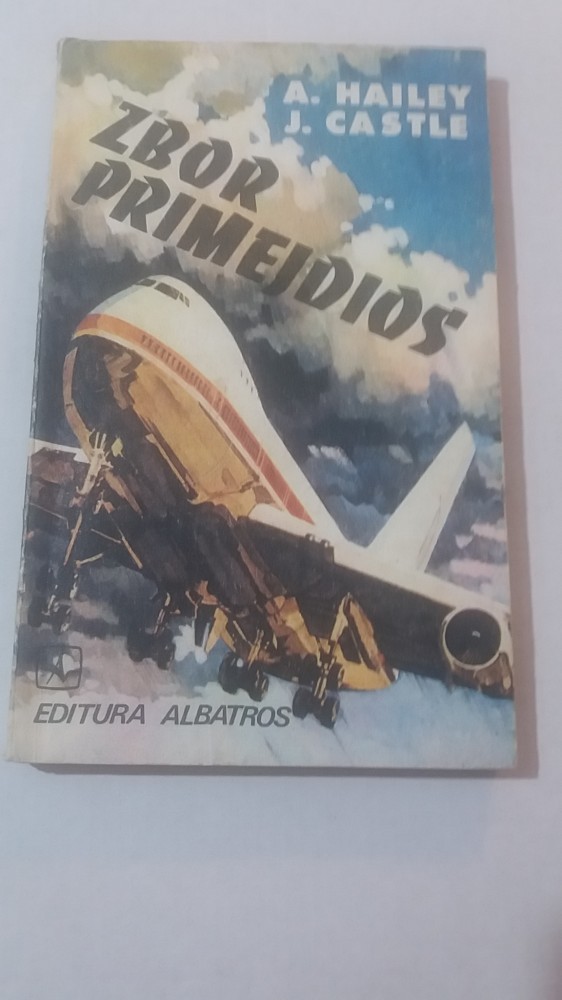 A. HAILEY
J. CASTLE
ZBOR
PRIMEJDIOS
EDITURA ALBATROS